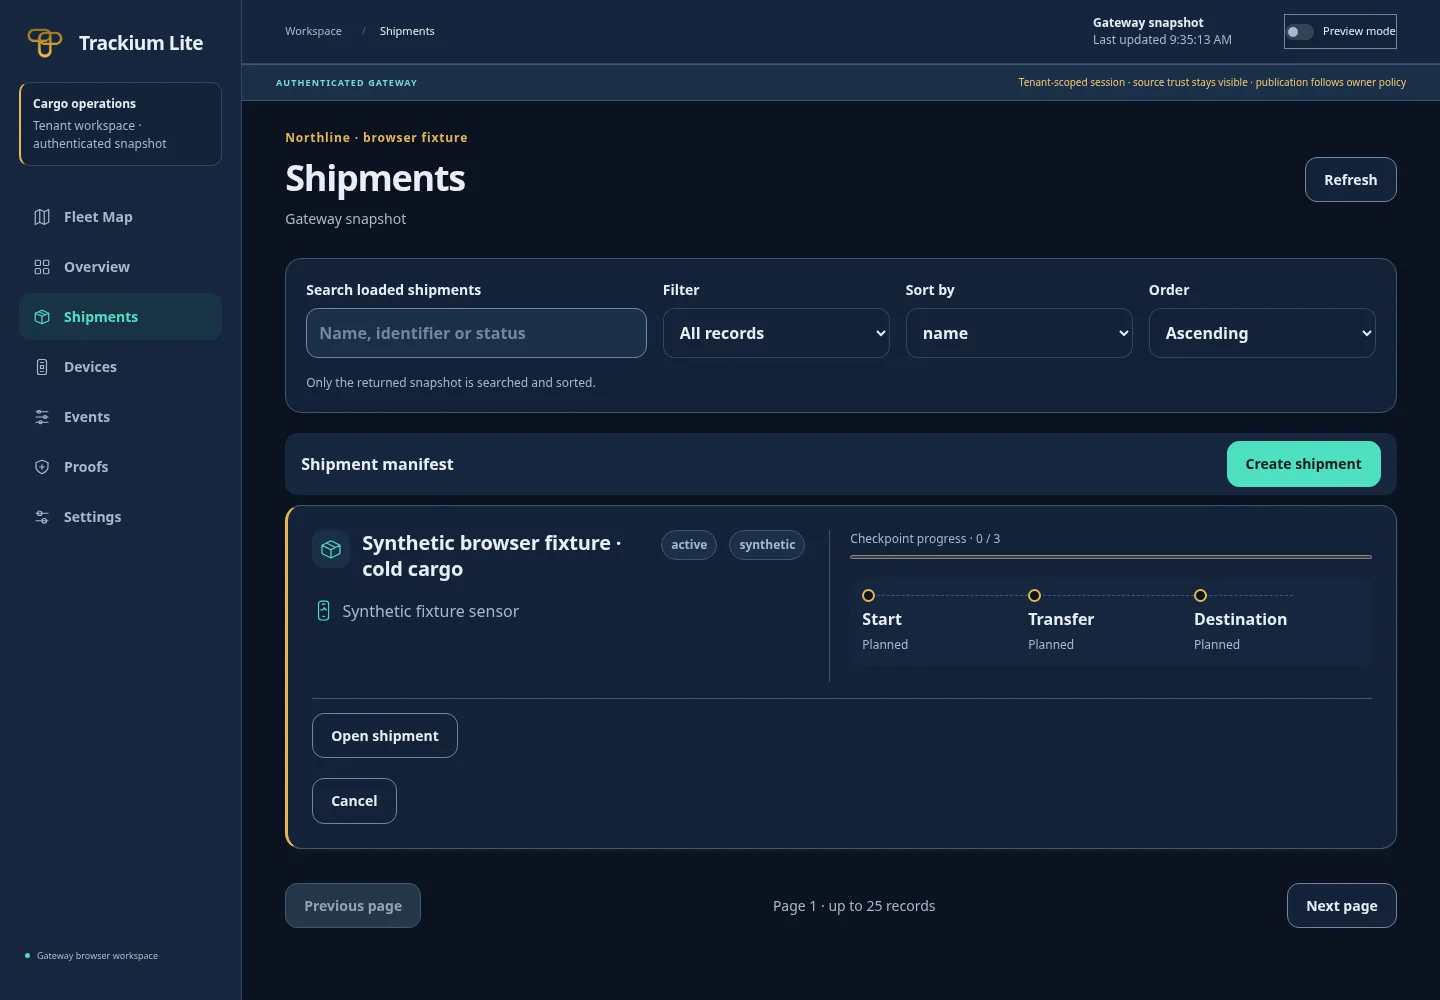 Trackium Lite
Cargo operations
Tenant workspace ·
authenticated snapshot
Fleet Map
Overview
Shipments
Devices
Events
Proofs
Settings
Gateway browser workspace
Workspace / Shipments
Gateway snapshot
Last updated 9:35:13 AM
Preview mode
AUTHENTICATED GATEWAY
Tenant-scoped session · source trust stays visible · publication follows owner policy
Northline · browser fixture
Shipments
Gateway snapshot
Refresh
Search loaded shipments
Name, identifier or status
Filter
All records
Sort by
name
Order
Ascending
Only the returned snapshot is searched and sorted.
Shipment manifest
Create shipment
Synthetic browser fixture ·
cold cargo
active
synthetic
Synthetic fixture sensor
Checkpoint progress · 0 / 3
Start
Planned
Transfer
Planned
Destination
Planned
Open shipment
Cancel
Previous page
Page 1 · up to 25 records
Next page